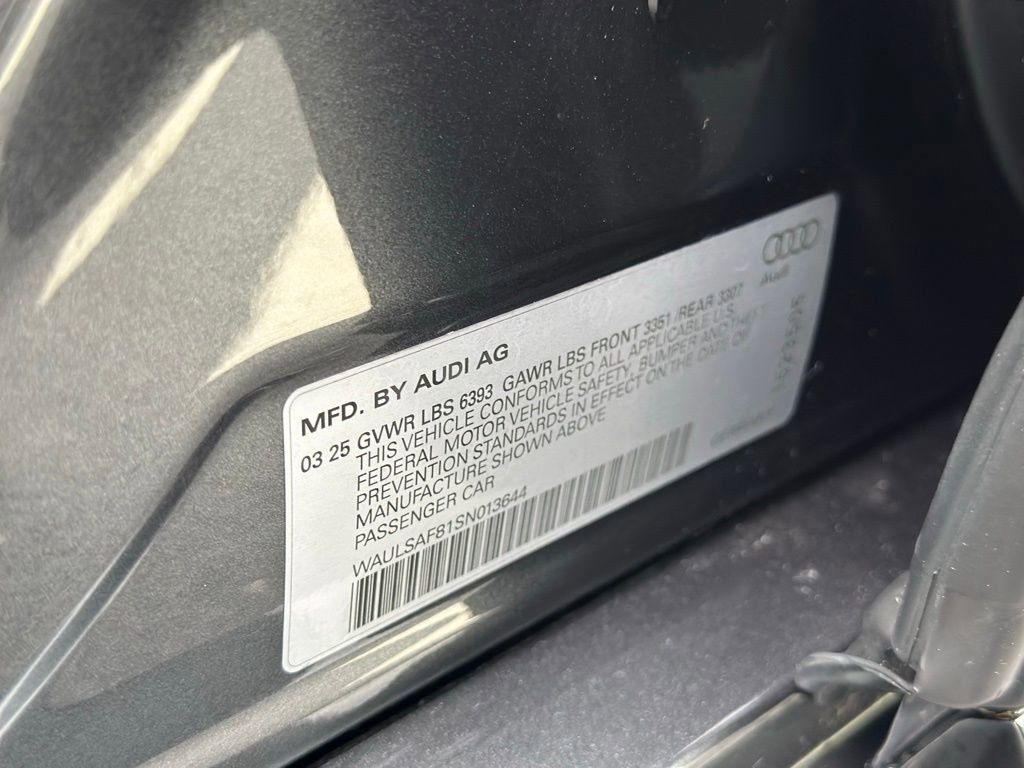 Audi
MFD. BY AUDI AG
03 25 GVWR LBS 6393 GAWR LBS FRONT 3351 / REAR 3307
THIS VEHICLE CONFORMS TO ALL APPLICABLE U.S.
FEDERAL MOTOR VEHICLE SAFETY, BUMPER AND THEFT
PREVENTION STANDARDS IN EFFECT ON THE DATE OF
MANUFACTURE SHOWN ABOVE
PASSENGER CAR
WAULSAF81SN013644